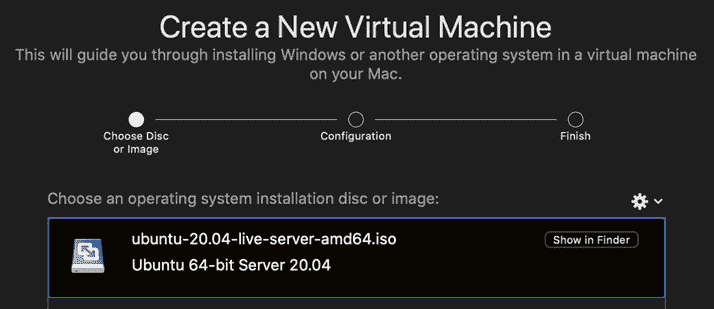 Create a New Virtual Machine
This will guide you through installing Windows or another operating system in a virtual machine
on your Mac.
Choose Disc
or Image
Configuration
Finish
Choose an operating system installation disc or image:
ubuntu-20.04-live-server-amd64.iso
Show in Finder
Ubuntu 64-bit Server 20.04